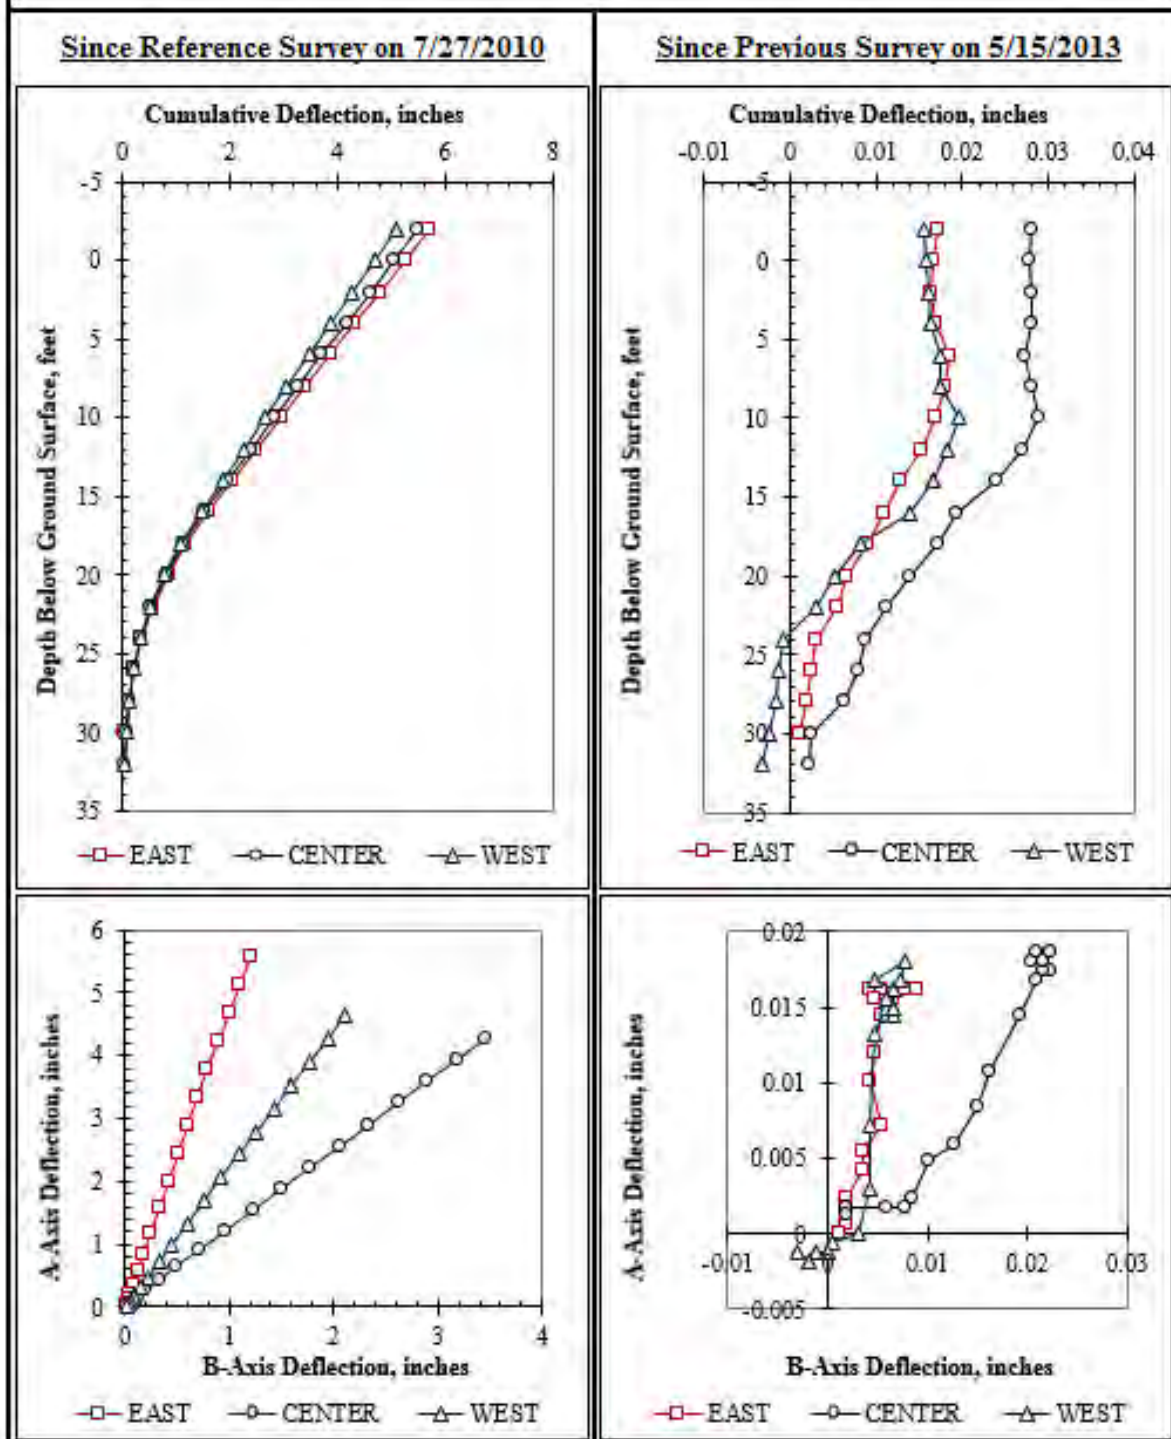 Since Reference Survey on 7/27/2010
Since Previous Survey on 5/15/2013
Cumulative Deflection, inches
0 2 4 6 8
-5
0
5
10
15
20
25
30
35
Depth Below Ground Surface, feet
EAST CENTER WEST
Cumulative Deflection, inches
-0.01 0 0.01 0.02 0.03 0.04
-5
0
5
10
15
20
25
30
35
Depth Below Ground Surface, feet
EAST CENTER WEST
6
5
4
3
2
1
0
A-Axis Deflection, inches
0 1 2 3 4
B-Axis Deflection, inches
EAST CENTER WEST
0.02
0.015
0.01
0.005
0
-0.005
A-Axis Deflection, inches
-0.01 0 0.01 0.02 0.03
B-Axis Deflection, inches
EAST CENTER WEST